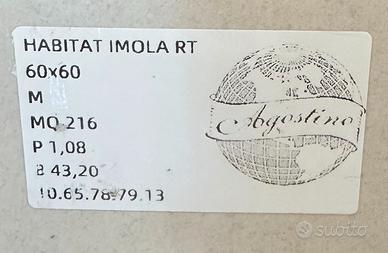 HABITAT IMOLA RT
60x60
M
MQ 216
P 1,08
B 43,20
10.65.78.79.13
Agostino
subito